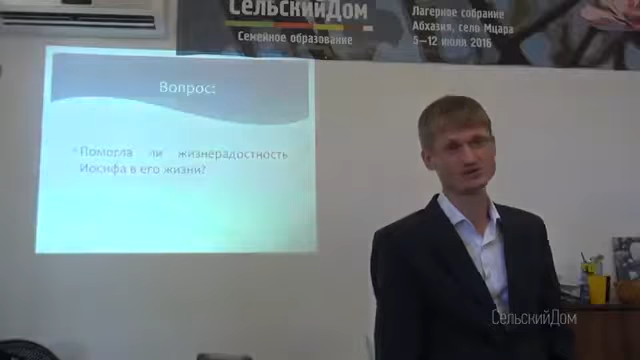 СельскийДом
Семейное образование
Лагерное собрание
Абхазия, село Мцара
5—12 июля 2016
Вопрос:
Помогла ли жизнерадостность
Иосифа в его жизни?
СельскийДом